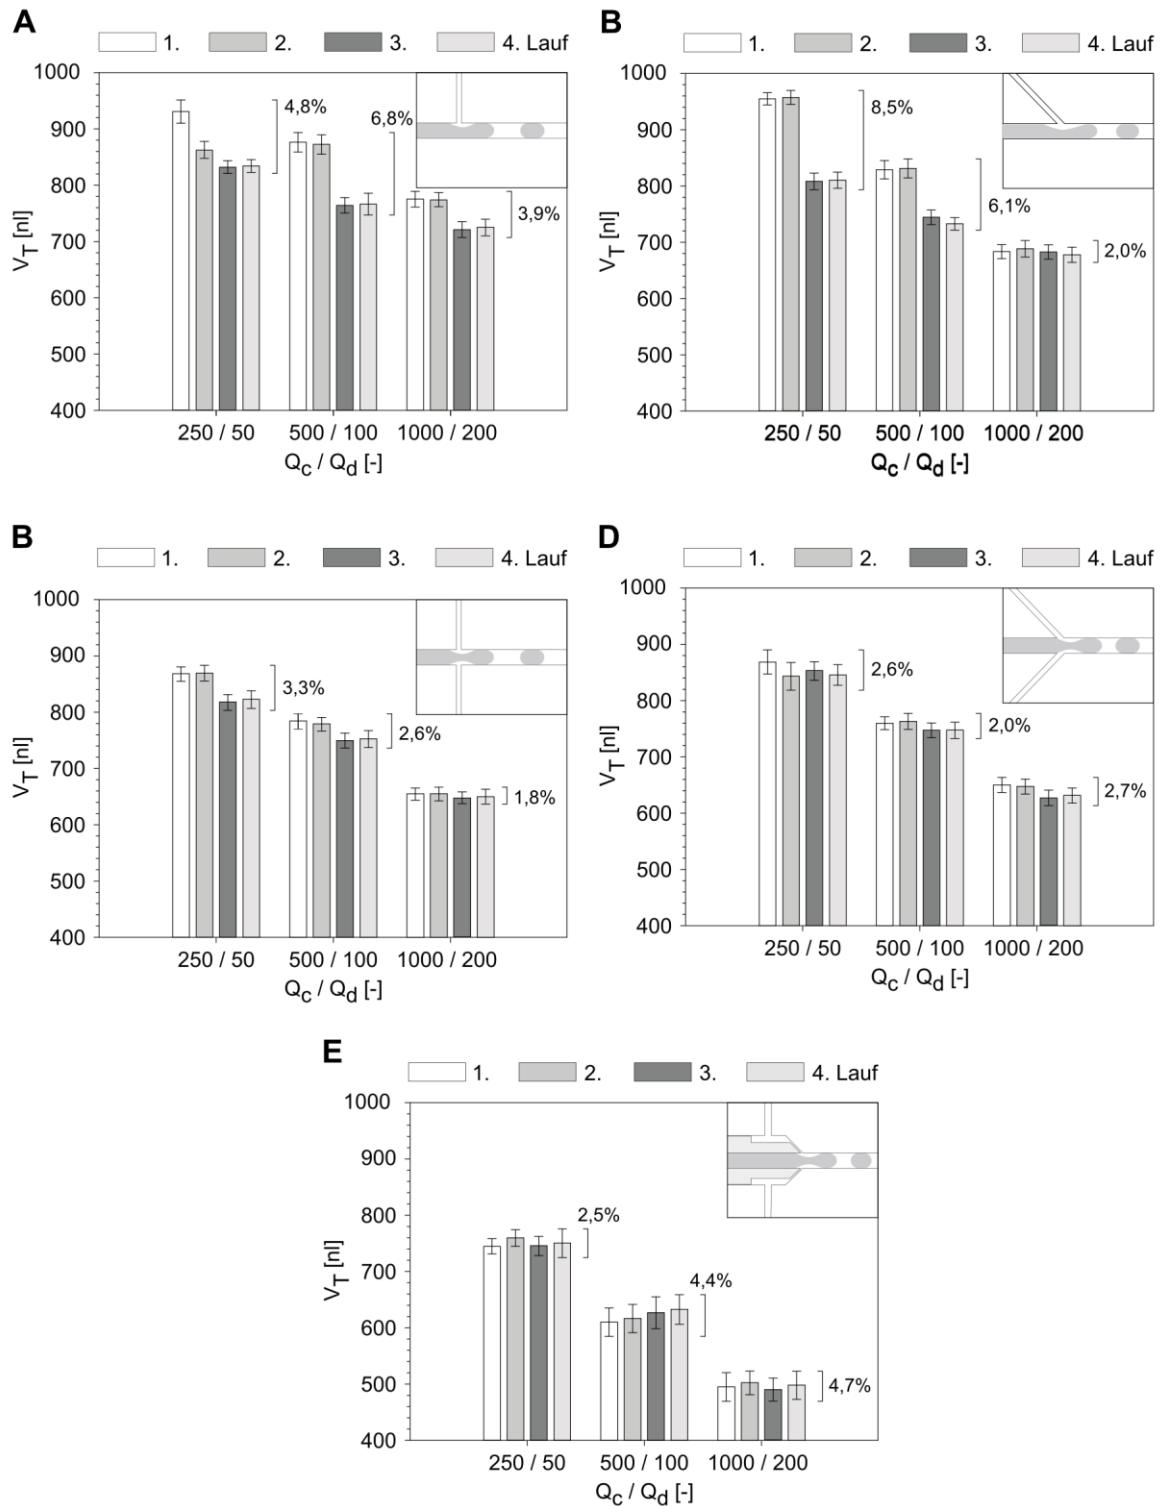 A
1. 2. 3. 4. Lauf
1000
900
800
700
600
500
400
V_T [nl]
4,8%
6,8%
3,9%
250 / 50 500 / 100 1000 / 200
Q_c / Q_d [-]
B
1. 2. 3. 4. Lauf
1000
900
800
700
600
500
400
V_T [nl]
8,5%
6,1%
2,0%
250 / 50 500 / 100 1000 / 200
Q_c / Q_d [-]
B
1. 2. 3. 4. Lauf
1000
900
800
700
600
500
400
V_T [nl]
3,3%
2,6%
1,8%
250 / 50 500 / 100 1000 / 200
Q_c / Q_d [-]
D
1. 2. 3. 4. Lauf
1000
900
800
700
600
500
400
V_T [nl]
2,6%
2,0%
2,7%
250 / 50 500 / 100 1000 / 200
Q_c / Q_d [-]
E
1. 2. 3. 4. Lauf
1000
900
800
700
600
500
400
V_T [nl]
2,5%
4,4%
4,7%
250 / 50 500 / 100 1000 / 200
Q_c / Q_d [-]